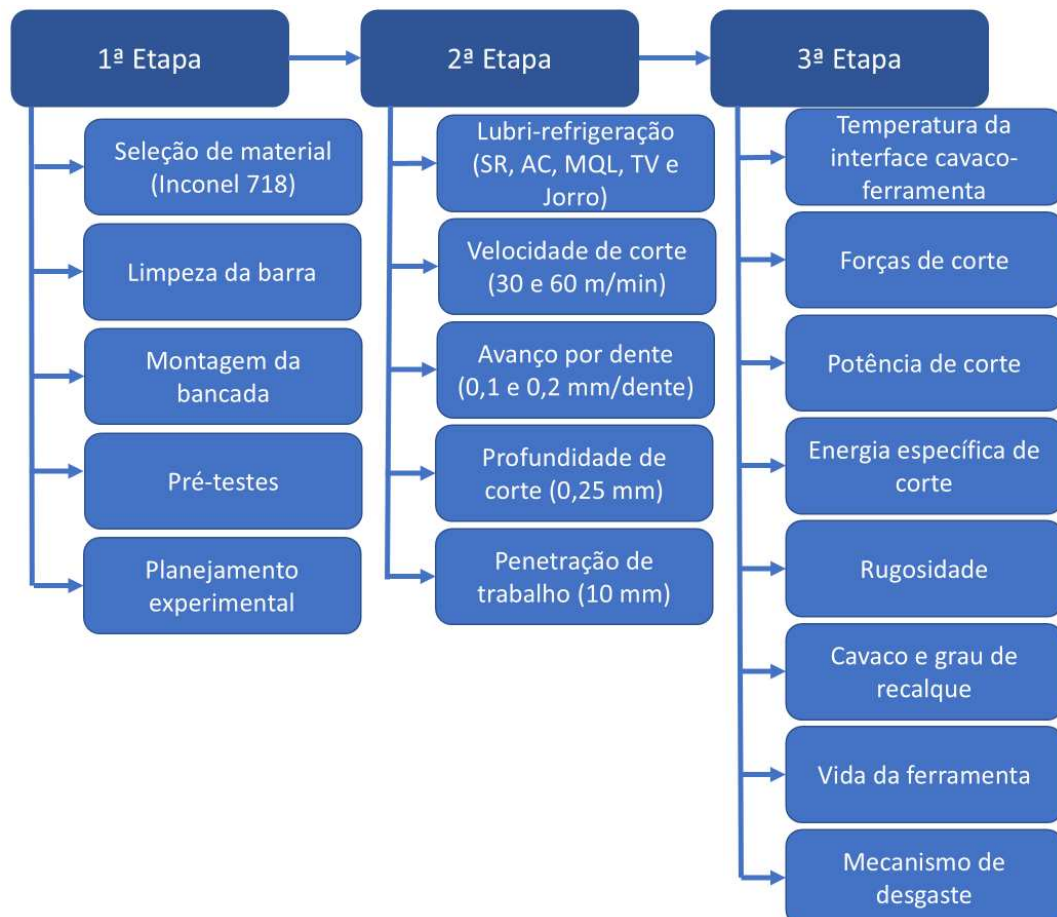 1ª Etapa
Seleção de material
(Inconel 718)
Limpeza da barra
Montagem da
bancada
Pré-testes
Planejamento
experimental
2ª Etapa
Lubri-refrigeração
(SR, AC, MQL, TV e
Jorro)
Velocidade de corte
(30 e 60 m/min)
Avanço por dente
(0,1 e 0,2 mm/dente)
Profundidade de
corte (0,25 mm)
Penetração de
trabalho (10 mm)
3ª Etapa
Temperatura da
interface cavaco-
ferramenta
Forças de corte
Potência de corte
Energia específica de
corte
Rugosidade
Cavaco e grau de
recalque
Vida da ferramenta
Mecanismo de
desgaste